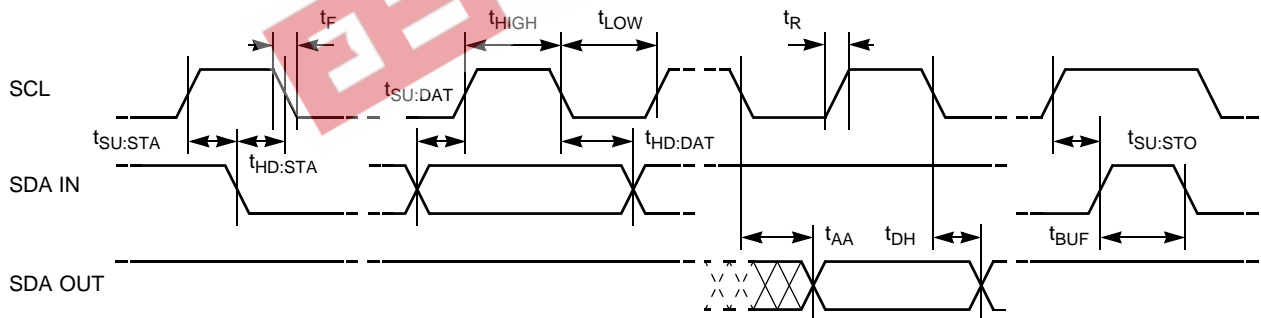 tF
tHIGH
tLOW
tR
SCL
tSU:DAT
tSU:STA
tHD:STA
tHD:DAT
tSU:STO
SDA IN
tAA
tDH
tBUF
SDA OUT